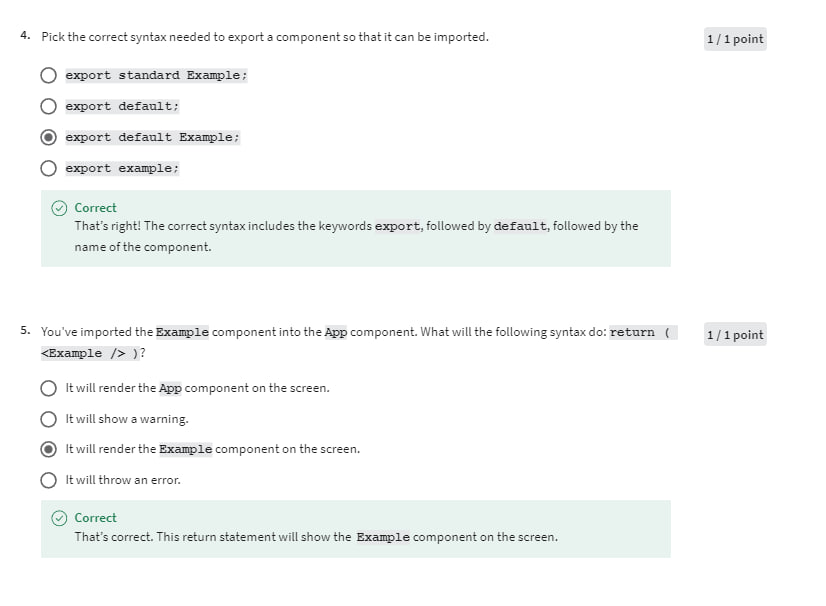 4. Pick the correct syntax needed to export a component so that it can be imported.
1 / 1 point
export standard Example;
export default;
export default Example;
export example;
Correct
That's right! The correct syntax includes the keywords export, followed by default, followed by the
name of the component.
5. You've imported the Example component into the App component. What will the following syntax do: return (
1 / 1 point
<Example /> )?
It will render the App component on the screen.
It will show a warning.
It will render the Example component on the screen.
It will throw an error.
Correct
That's correct. This return statement will show the Example component on the screen.